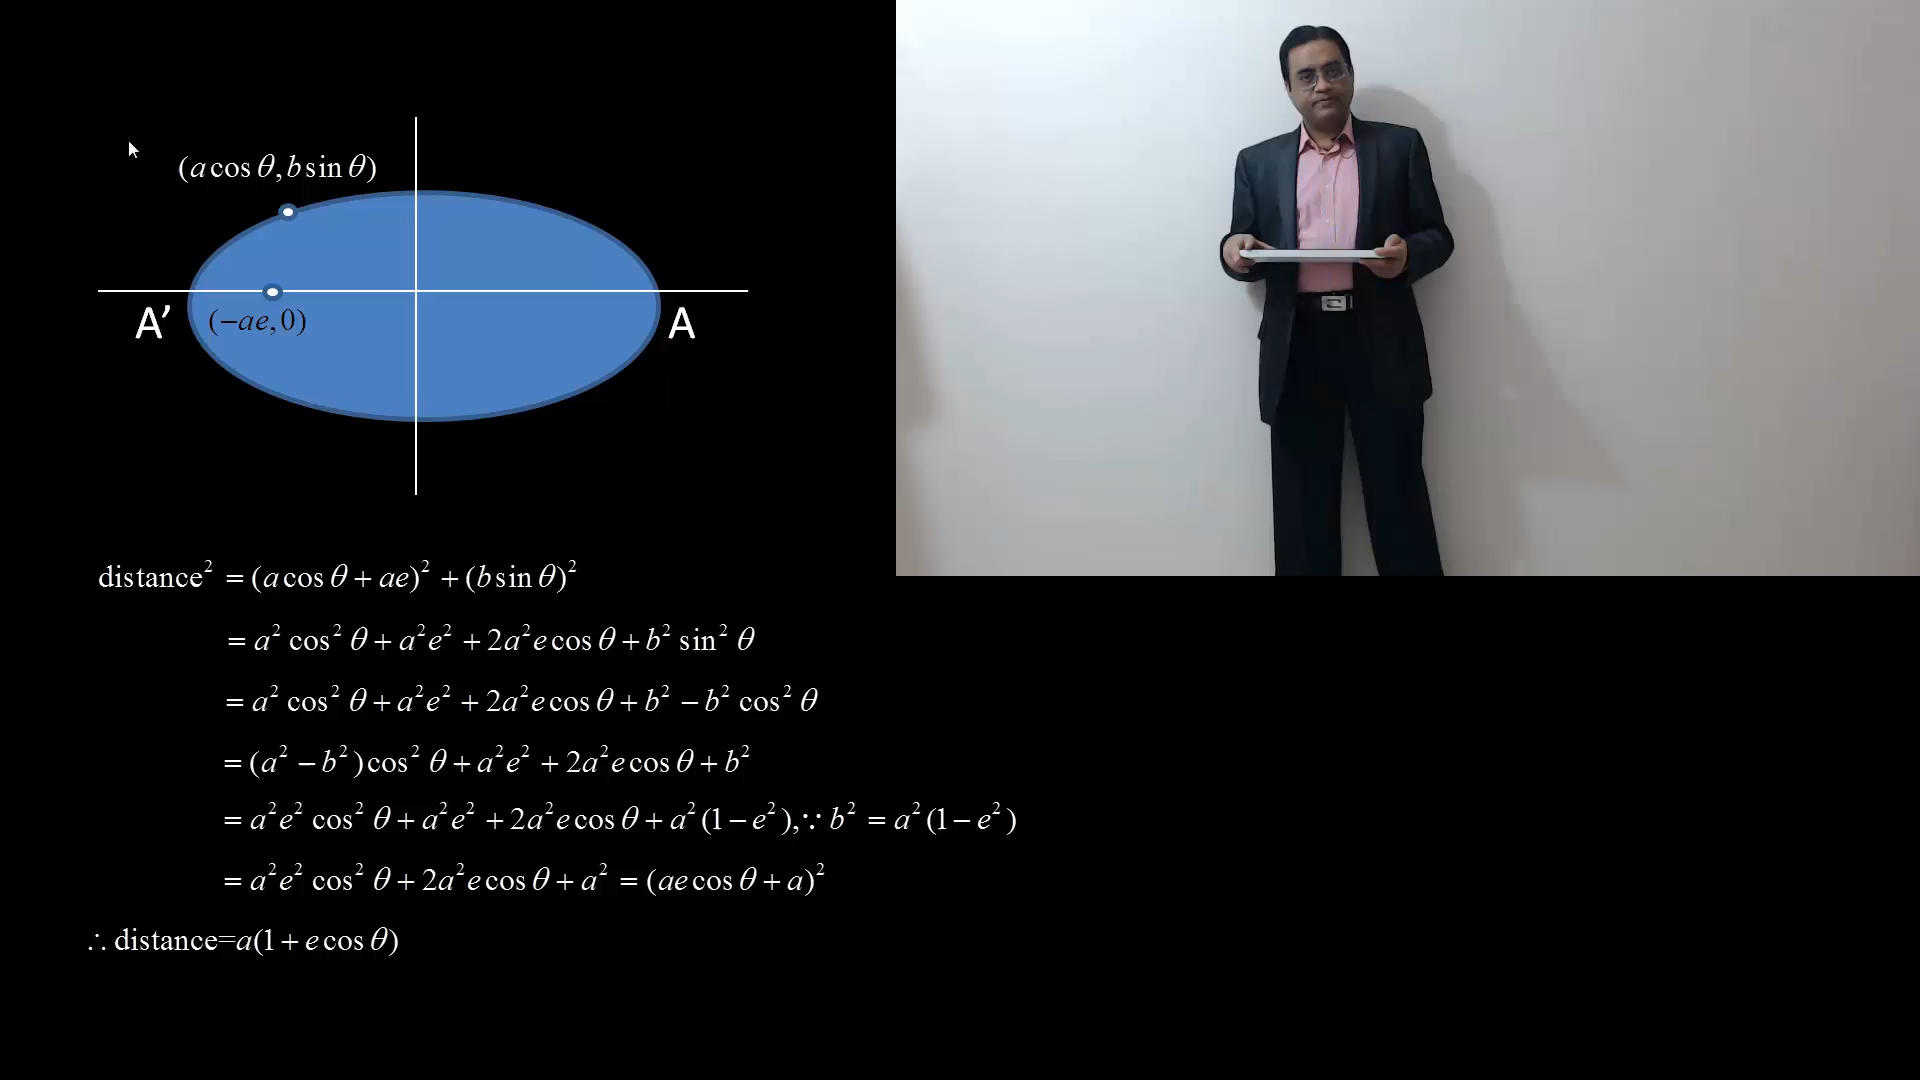 (a cos θ, b sin θ)
A′ (−ae, 0) A
distance² = (a cos θ + ae)² + (b sin θ)²
= a² cos² θ + a²e² + 2a²e cos θ + b² sin² θ
= a² cos² θ + a²e² + 2a²e cos θ + b² − b² cos² θ
= (a² − b²) cos² θ + a²e² + 2a²e cos θ + b²
= a²e² cos² θ + a²e² + 2a²e cos θ + a²(1 − e²), ∵ b² = a²(1 − e²)
= a²e² cos² θ + 2a²e cos θ + a² = (ae cos θ + a)²
∴ distance=a(1 + e cos θ)